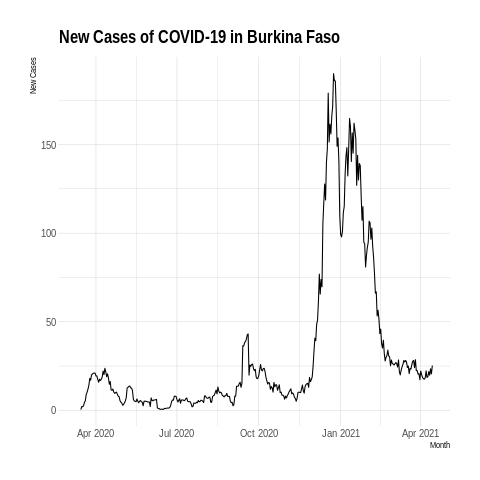 New Cases of COVID-19 in Burkina Faso
New Cases
150
100
50
0
Apr 2020 Jul 2020 Oct 2020 Jan 2021 Apr 2021
Month